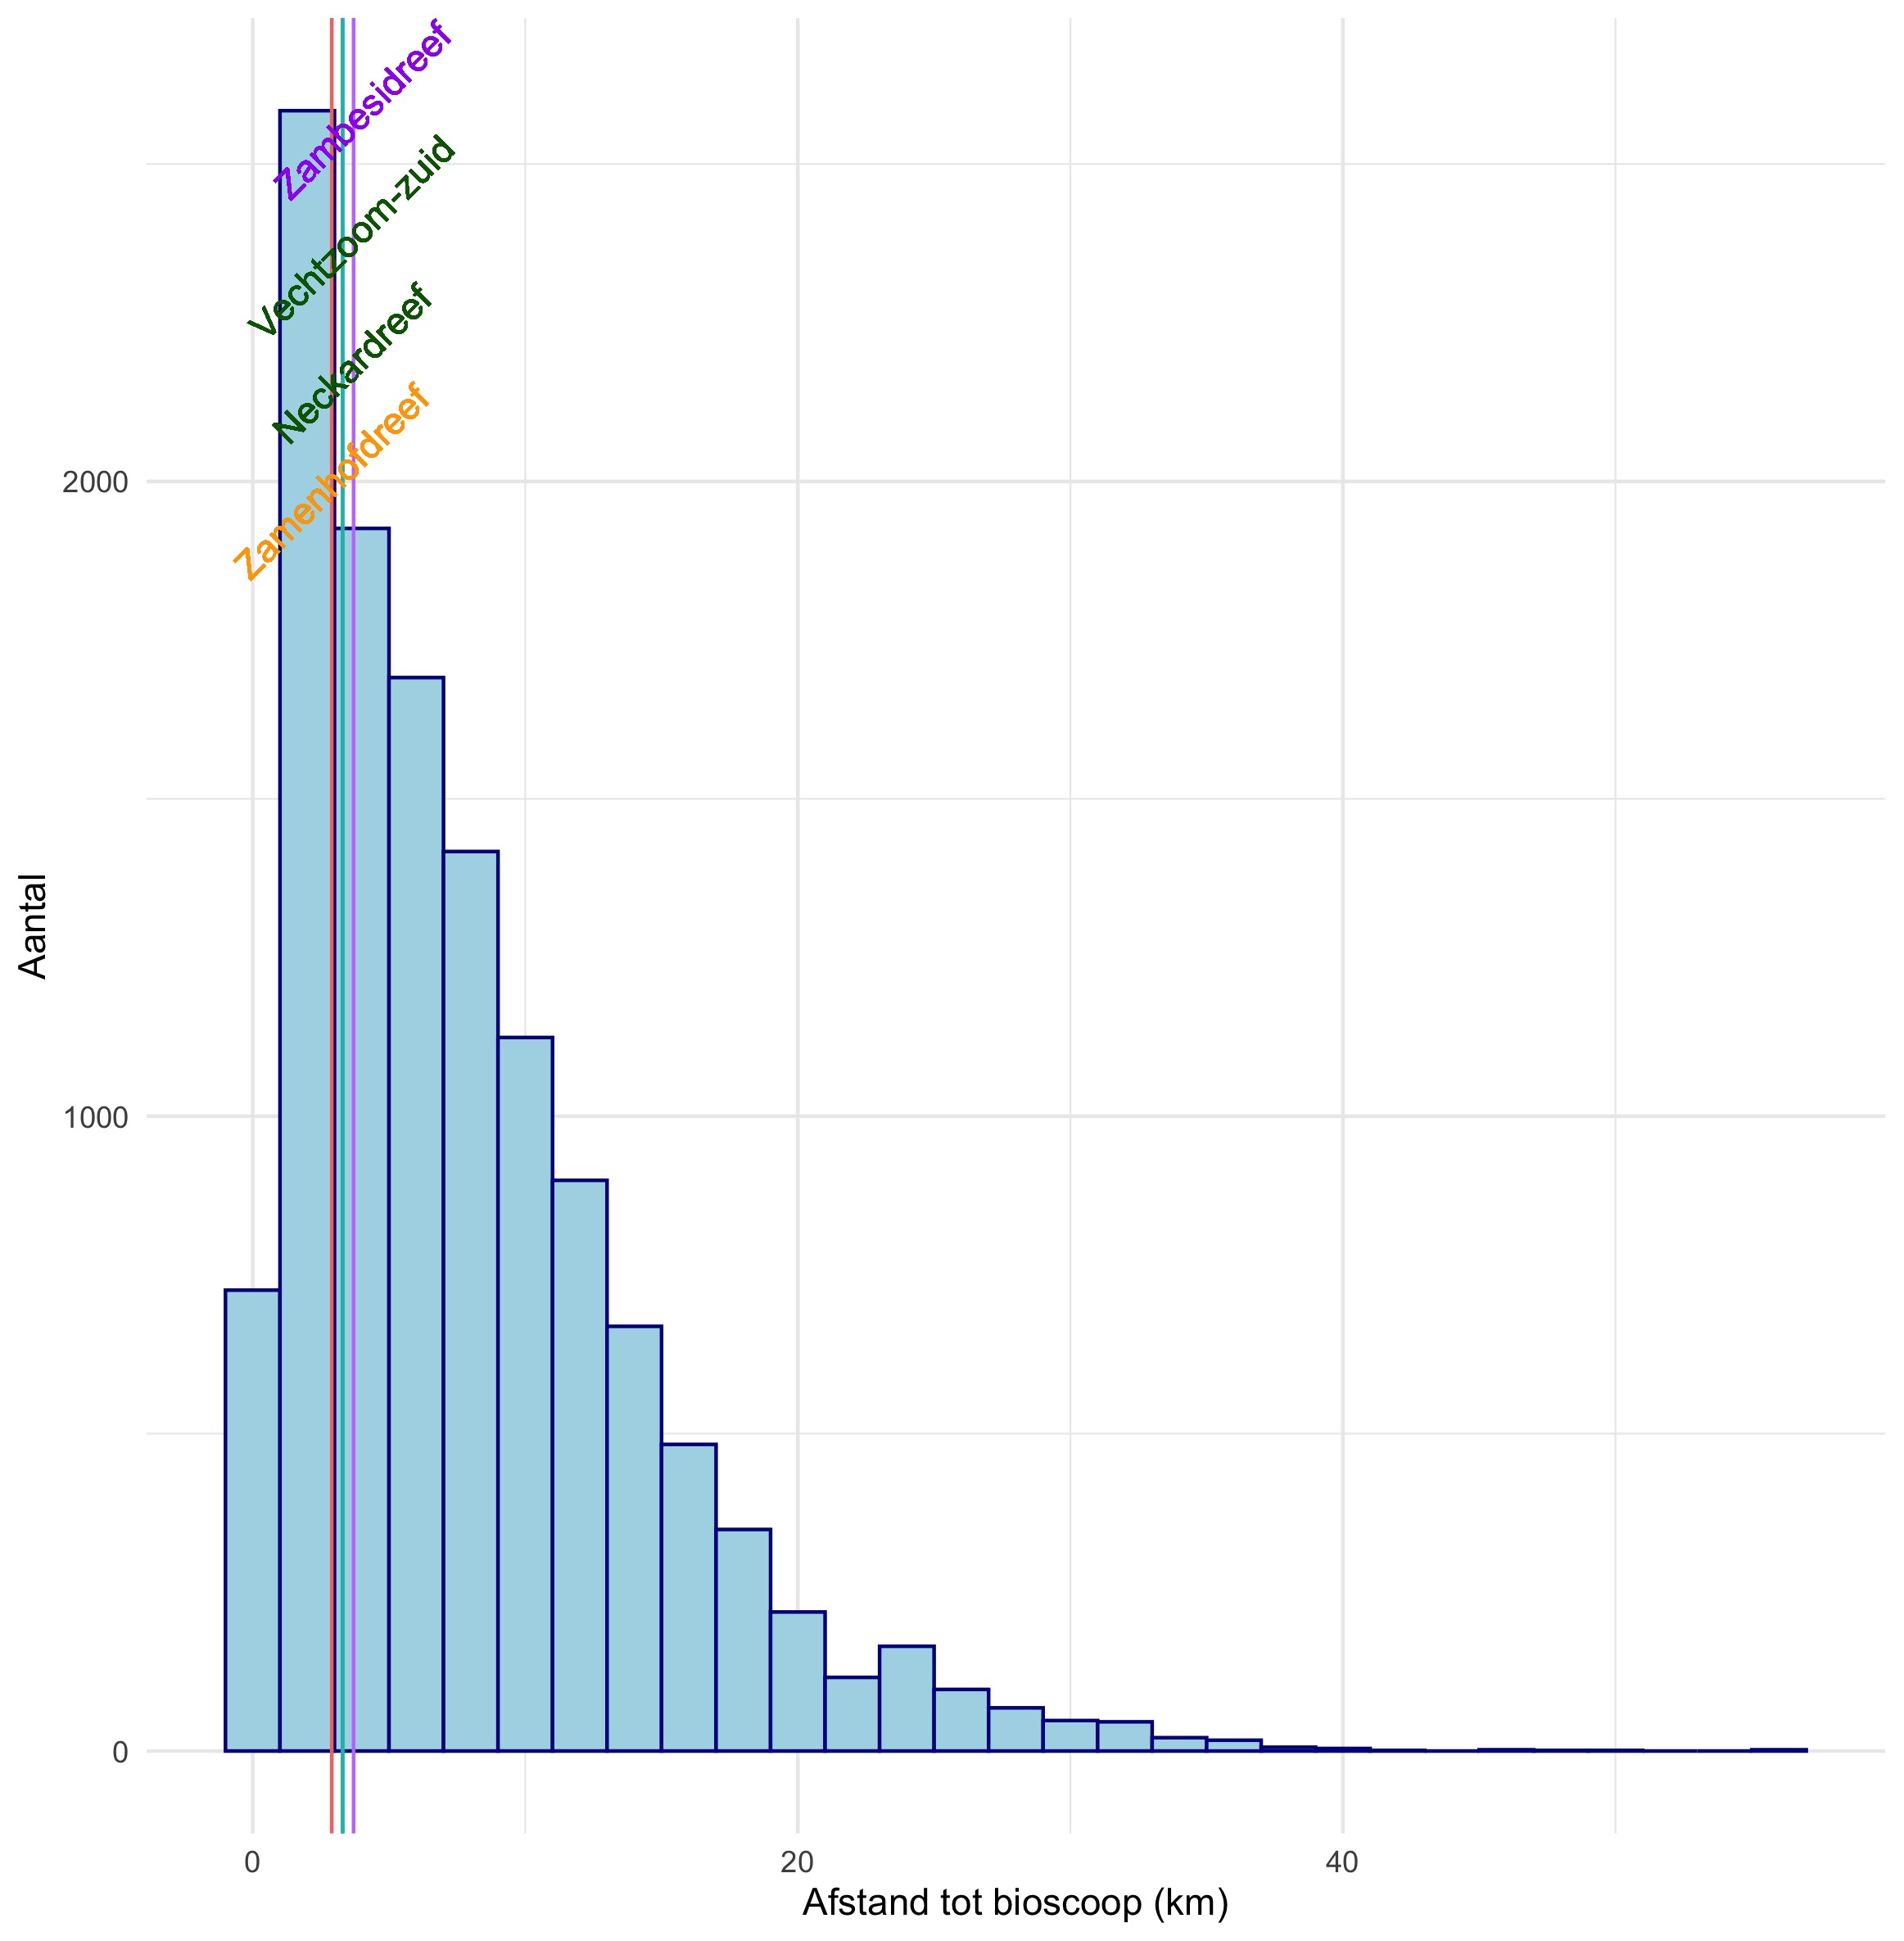 Zambesidreef
Vechtzoom-zuid
Neckardreef
Zamenhofdreef
2000
1000
0
Aantal
0
20
40
Afstand tot bioscoop (km)